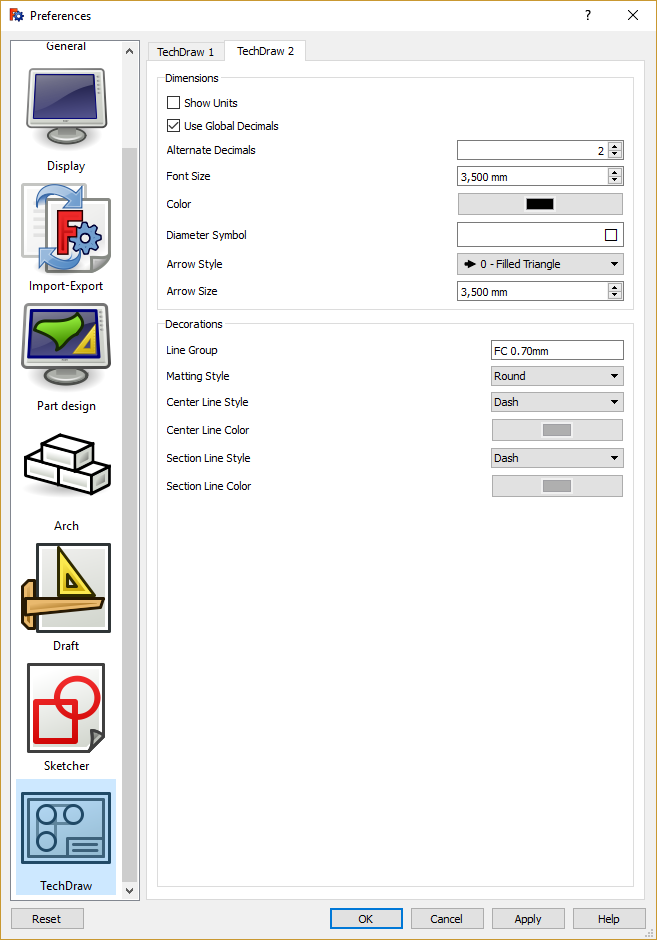 Preferences
?
General
Display
Import-Export
Part design
Arch
Draft
Sketcher
TechDraw
TechDraw 1
TechDraw 2
Dimensions
Show Units
Use Global Decimals
Alternate Decimals
2
Font Size
3,500 mm
Color
Diameter Symbol
Arrow Style
0 - Filled Triangle
Arrow Size
3,500 mm
Decorations
Line Group
FC 0.70mm
Matting Style
Round
Center Line Style
Dash
Center Line Color
Section Line Style
Dash
Section Line Color
Reset
OK
Cancel
Apply
Help